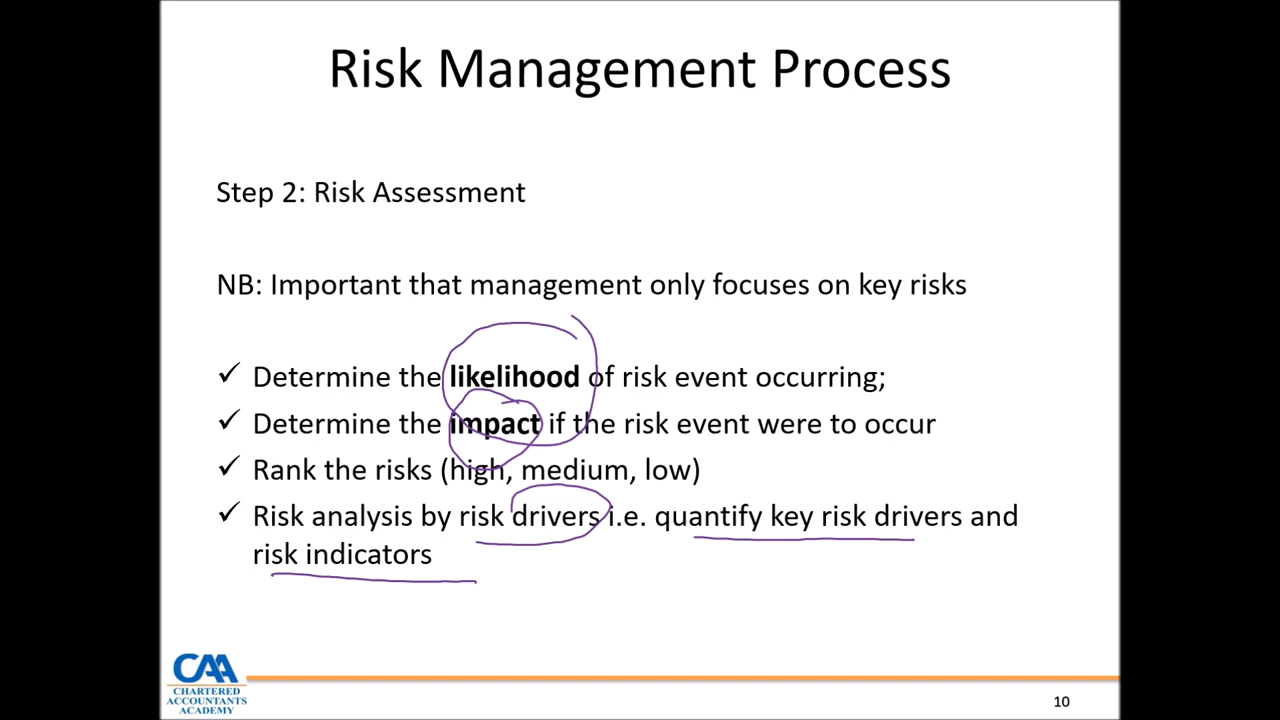 Risk Management Process
Step 2: Risk Assessment
NB: Important that management only focuses on key risks
✓ Determine the likelihood of risk event occurring;
✓ Determine the impact if the risk event were to occur
✓ Rank the risks (high, medium, low)
✓ Risk analysis by risk drivers i.e. quantify key risk drivers and
risk indicators
CAA
CHARTERED
ACCOUNTANTS
ACADEMY
10